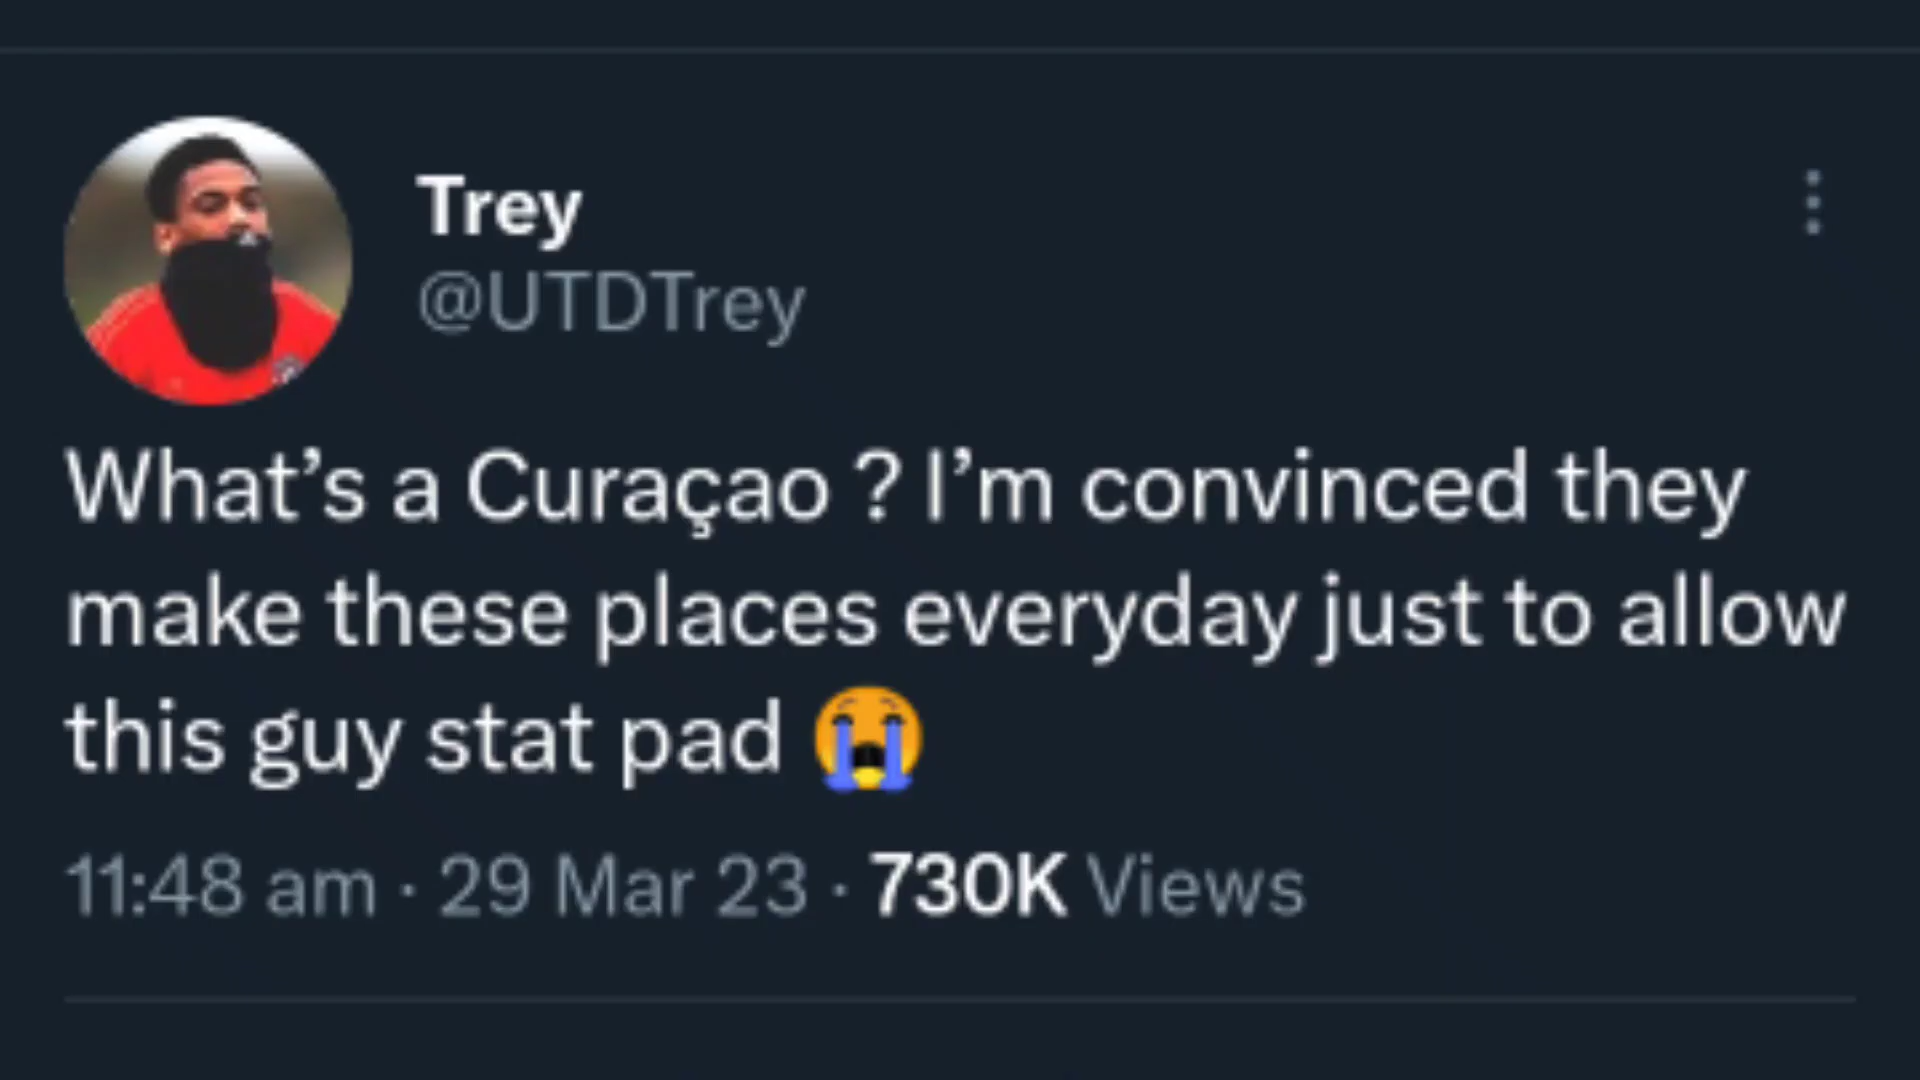 Trey
@UTDTrey
What’s a Curaçao ? I’m convinced they
make these places everyday just to allow
this guy stat pad 😭
11:48 am · 29 Mar 23 · 730K Views